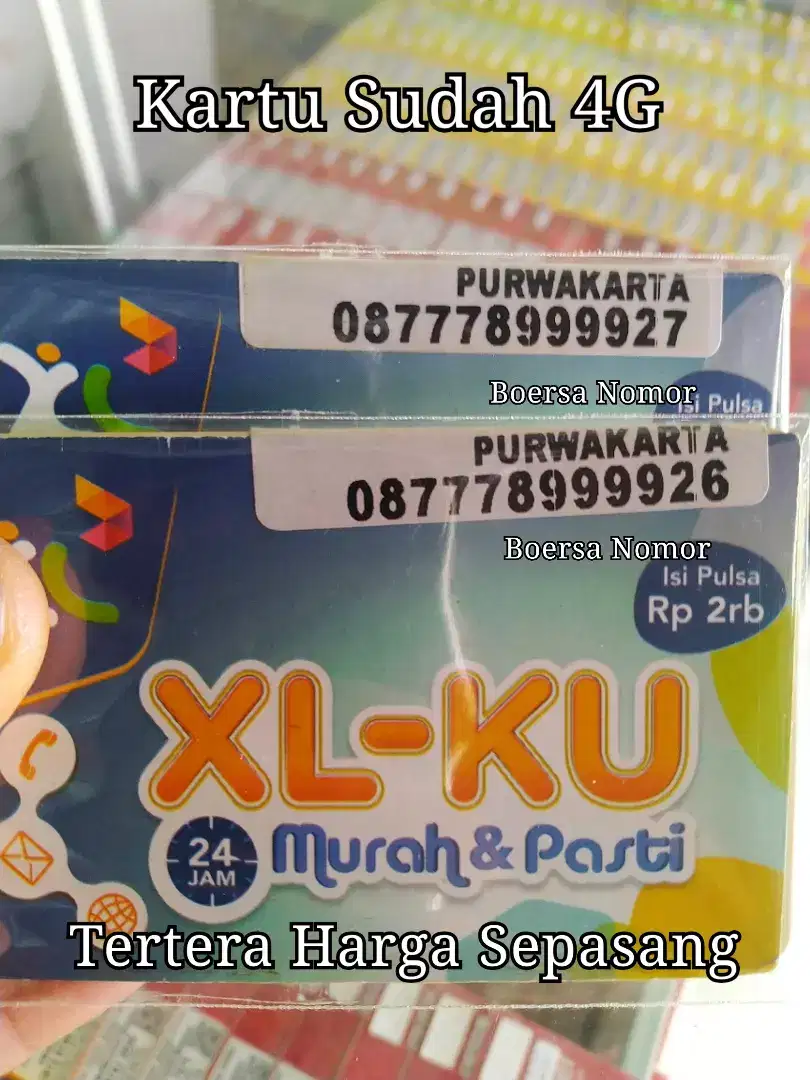 Kartu Sudah 4G
PURWAKARTA
087778999927
Boersa Nomor
Isi Pulsa
PURWAKARTA
087778999926
Boersa Nomor
Isi Pulsa
Rp 2rb
XL-KU
24
JAM
Murah & Pasti
Tertera Harga Sepasang